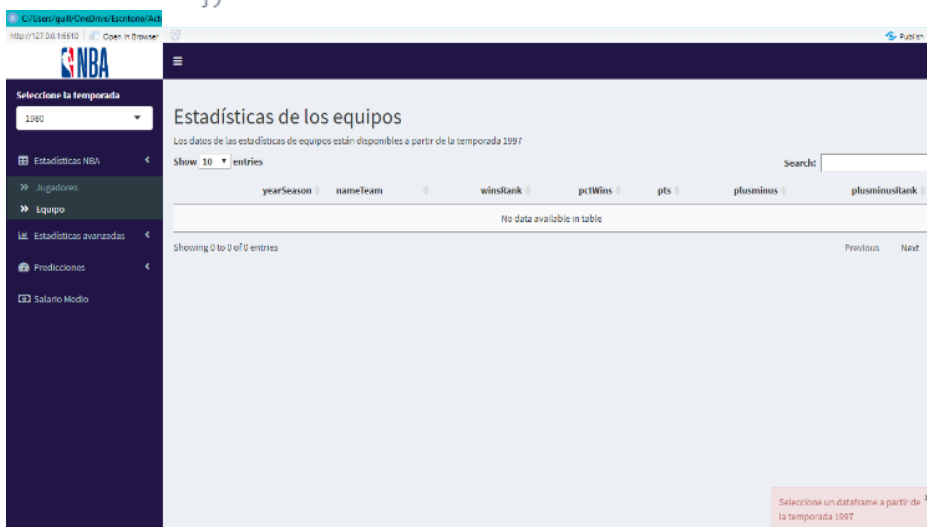 C:/Users/guill/OneDrive/Escritorio/Acti
http://127.0.0.1:6610 Open in Browser Publish
NBA
Seleccione la temporada
1980
Estadísticas NBA
Jugadores
Equipo
Estadísticas avanzadas
Predicciones
Salario Medio
Estadísticas de los equipos
Los datos de las estadísticas de equipos están disponibles a partir de la temporada 1997
Show 10 entries Search:
yearSeason nameTeam winsRank pctWins pts plusminus plusminusRank
No data available in table
Showing 0 to 0 of 0 entries Previous Next
Seleccione un dataframe a partir de
la temporada 1997